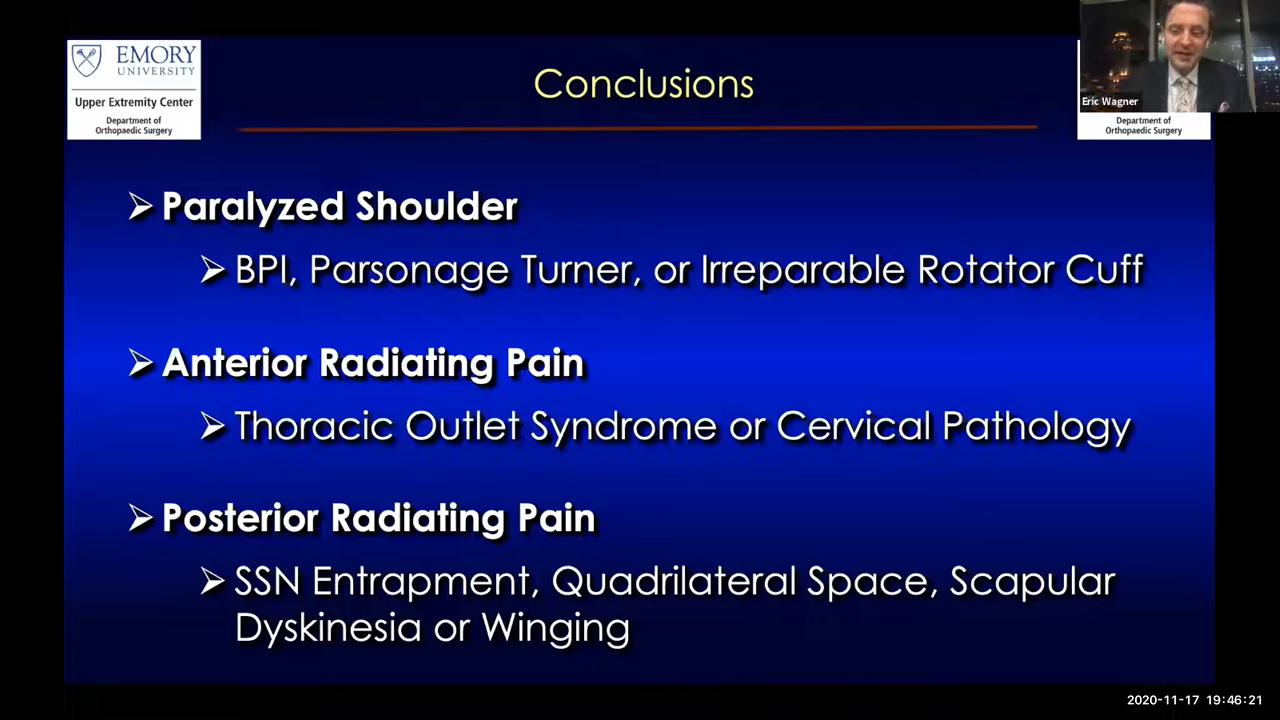 EMORY
UNIVERSITY
Upper Extremity Center
Department of
Orthopaedic Surgery
Conclusions
Eric Wagner
Department of
Orthopaedic Surgery
➢ Paralyzed Shoulder
➢ BPI, Parsonage Turner, or Irreparable Rotator Cuff
➢ Anterior Radiating Pain
➢ Thoracic Outlet Syndrome or Cervical Pathology
➢ Posterior Radiating Pain
➢ SSN Entrapment, Quadrilateral Space, Scapular
Dyskinesia or Winging
2020-11-17 19:46:21